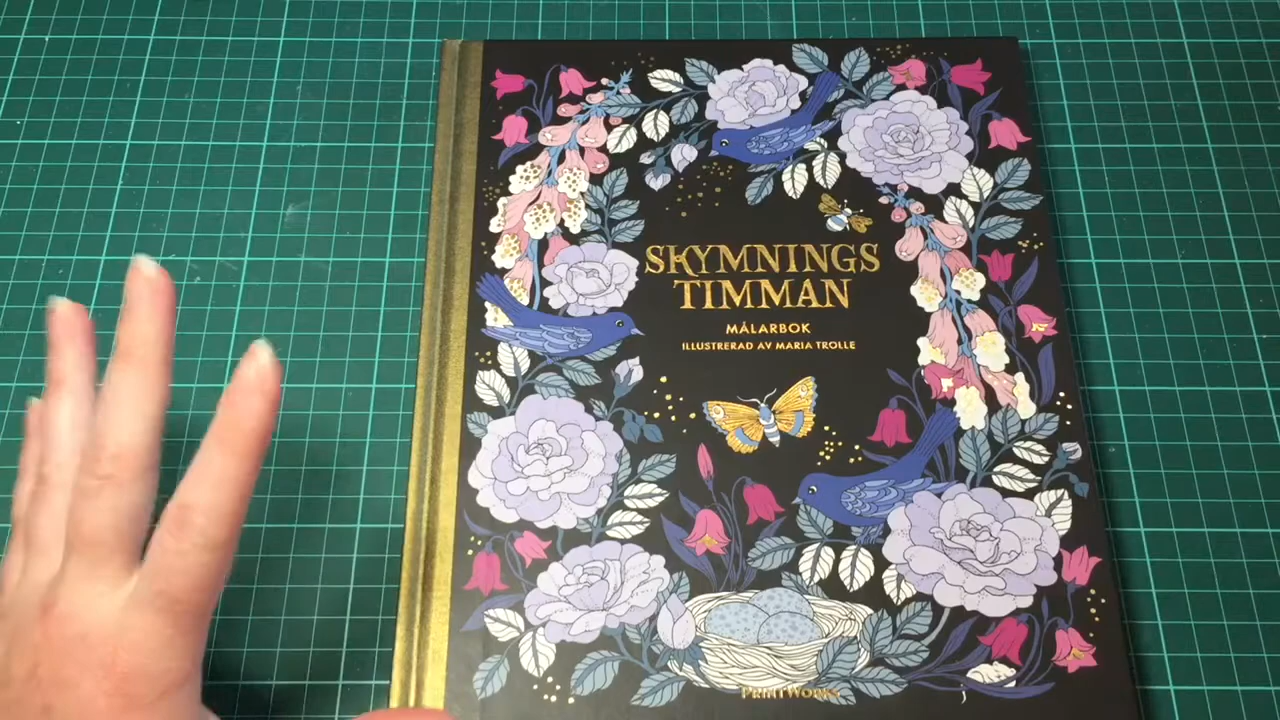 SKYMNINGS
TIMMAN
MÅLARBOK
ILLUSTRERAD AV MARIA TROLLE
PRINTWORKS